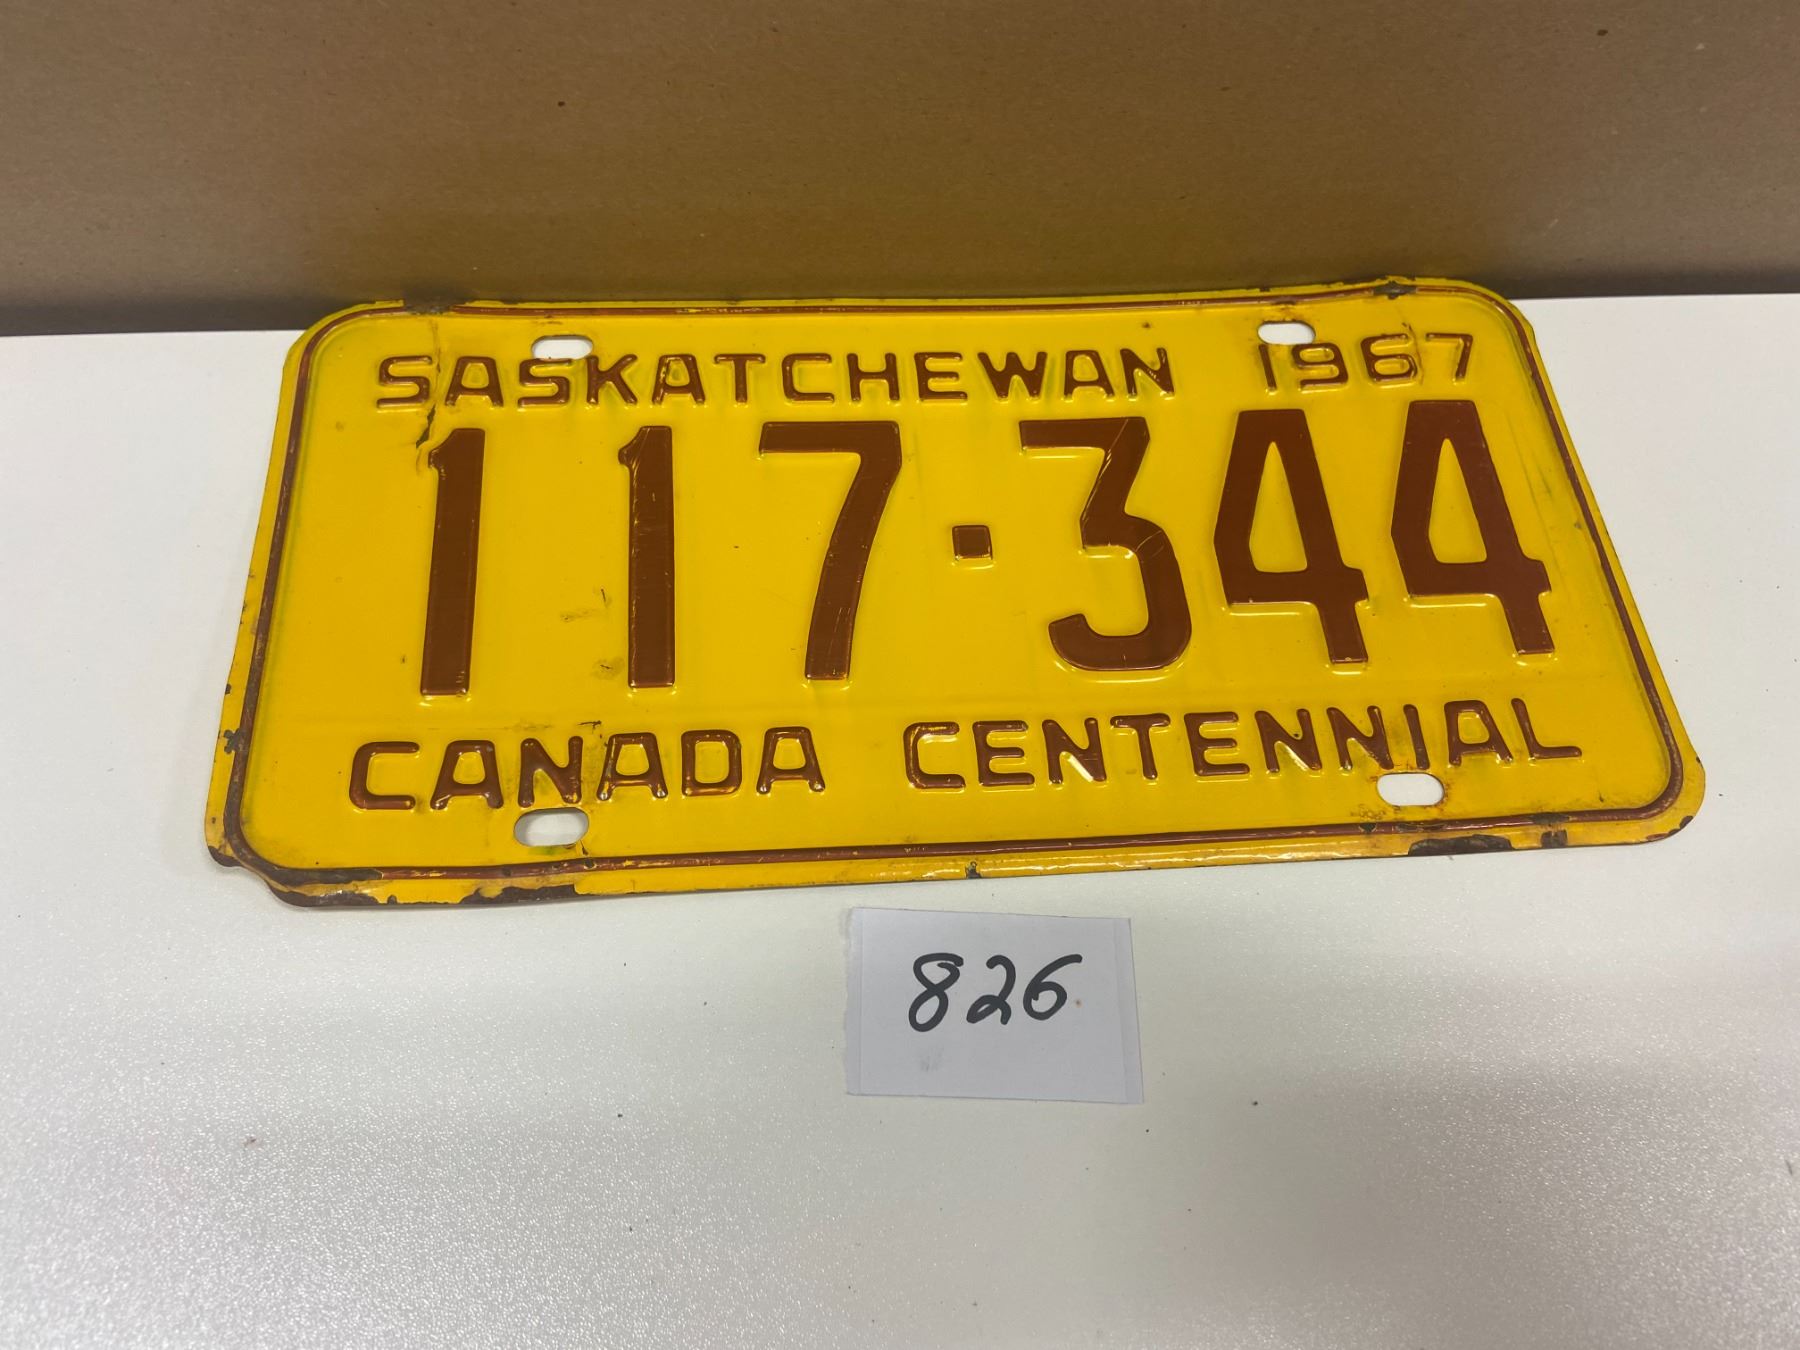 SASKATCHEWAN 1967
117·344
CANADA CENTENNIAL
826